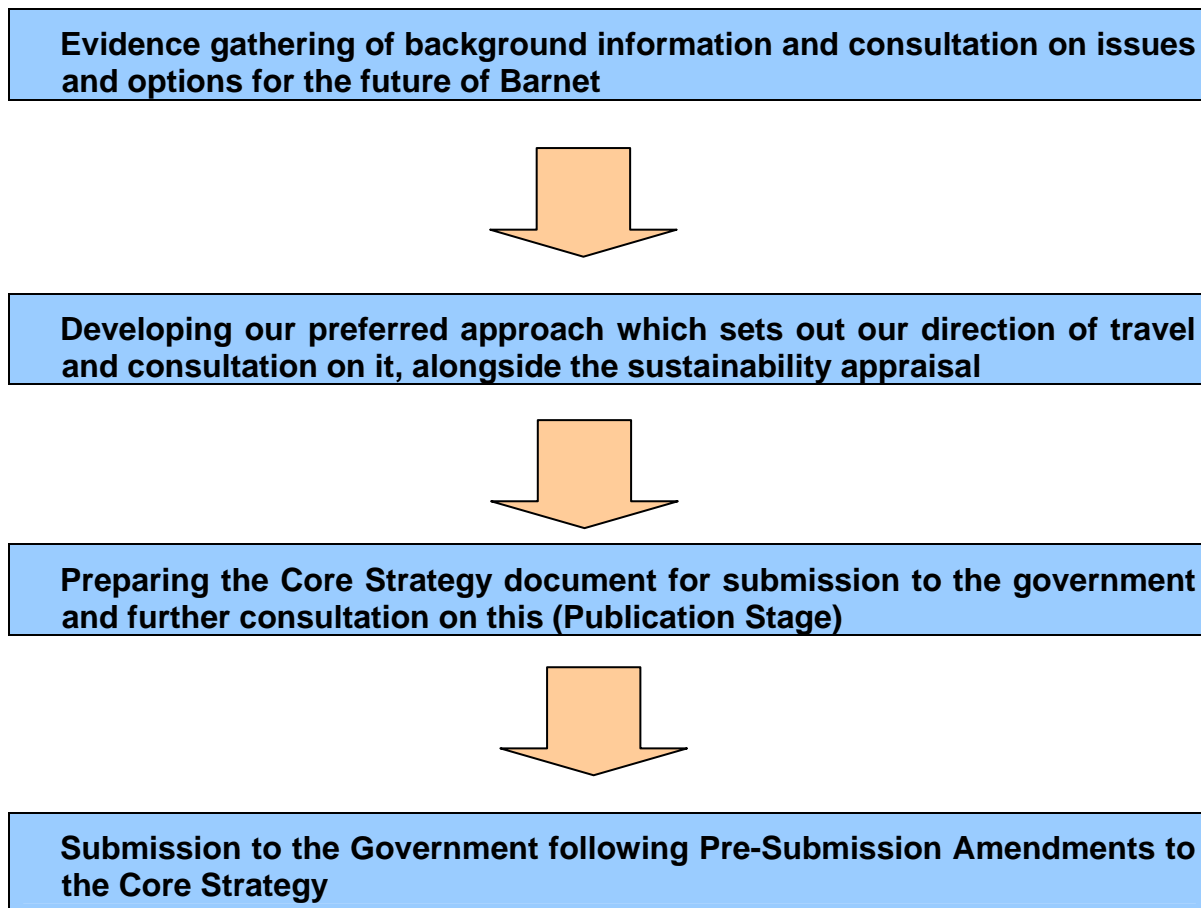 Evidence gathering of background information and consultation on issues
and options for the future of Barnet
Developing our preferred approach which sets out our direction of travel
and consultation on it, alongside the sustainability appraisal
Preparing the Core Strategy document for submission to the government
and further consultation on this (Publication Stage)
Submission to the Government following Pre-Submission Amendments to
the Core Strategy